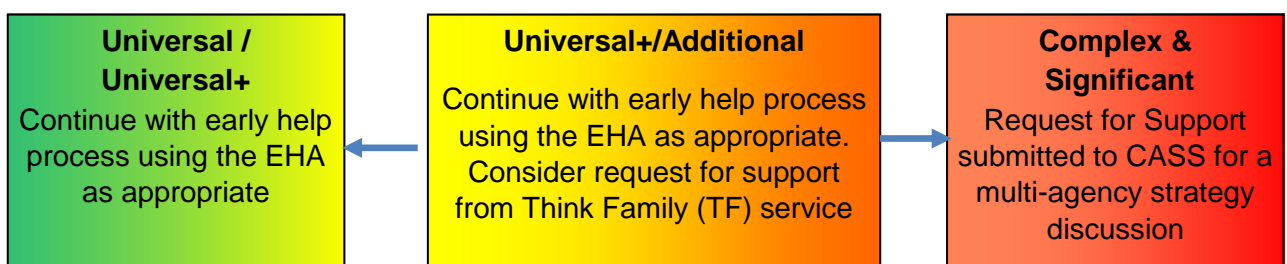 Universal /
Universal+
Continue with early help
process using the EHA
as appropriate
Universal+/Additional
Continue with early help process
using the EHA as appropriate.
Consider request for support
from Think Family (TF) service
Complex &
Significant
Request for Support
submitted to CASS for a
multi-agency strategy
discussion